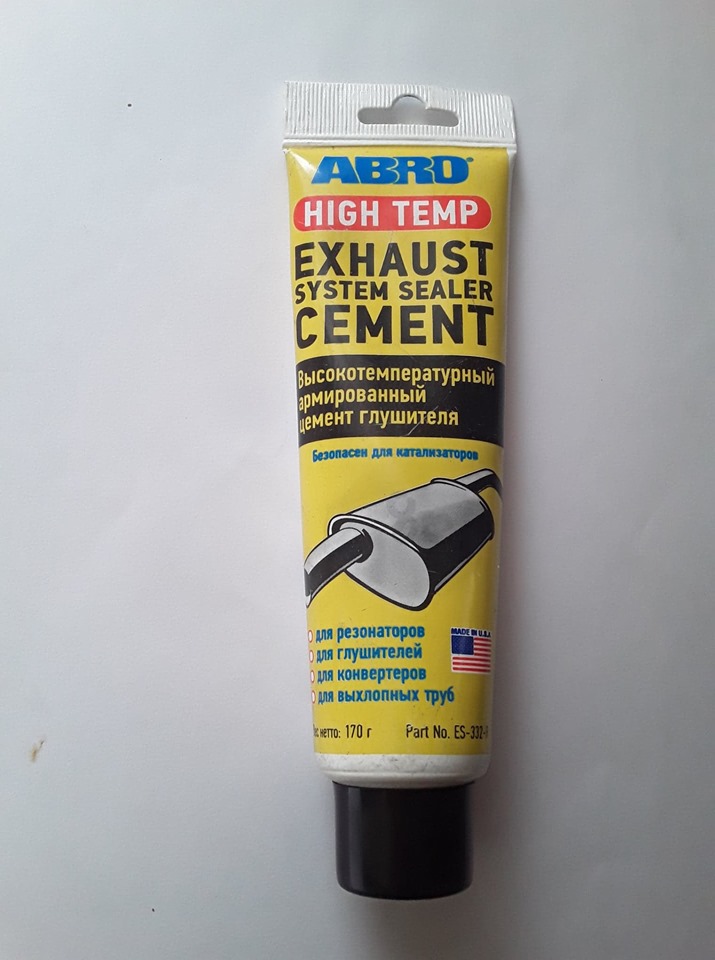 ABRO®
HIGH TEMP
EXHAUST
SYSTEM SEALER
CEMENT
Высокотемпературный
армированный
цемент глушителя
Безопасен для катализаторов
для резонаторов
для глушителей
для конвертеров
для выхлопных труб
MADE IN U.S.A.
нетто: 170 г
Part No. ES-332